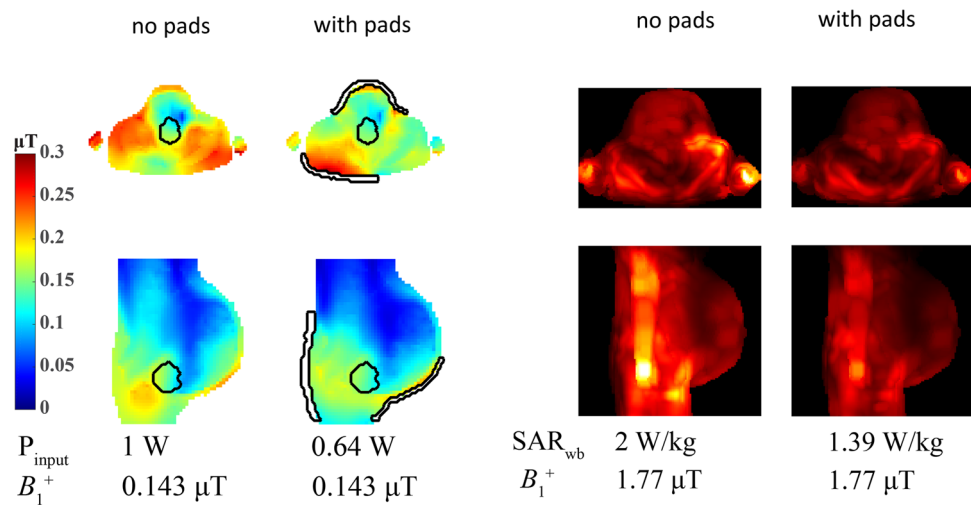 no pads
with pads
no pads
with pads
µT
0.3
0.25
0.2
0.15
0.1
0.05
0
P_input
1 W
0.64 W
B_1^+
0.143 µT
0.143 µT
SAR_wb
2 W/kg
1.39 W/kg
B_1^+
1.77 µT
1.77 µT